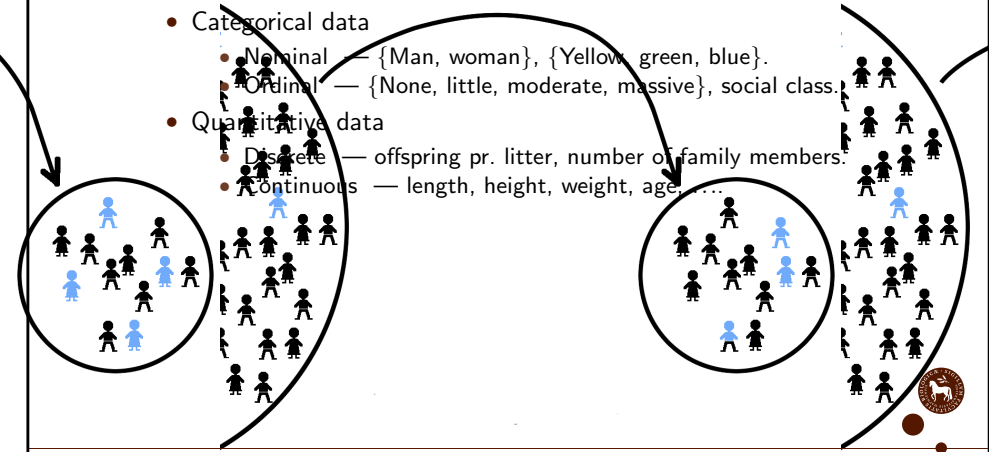 • Categorical data
• Nominal — {Man, woman}, {Yellow, green, blue}.
• Ordinal — {None, little, moderate, massive}, social class.
• Quantitative data
• Discrete — offspring pr. litter, number of family members.
• Continuous — length, height, weight, age, ....